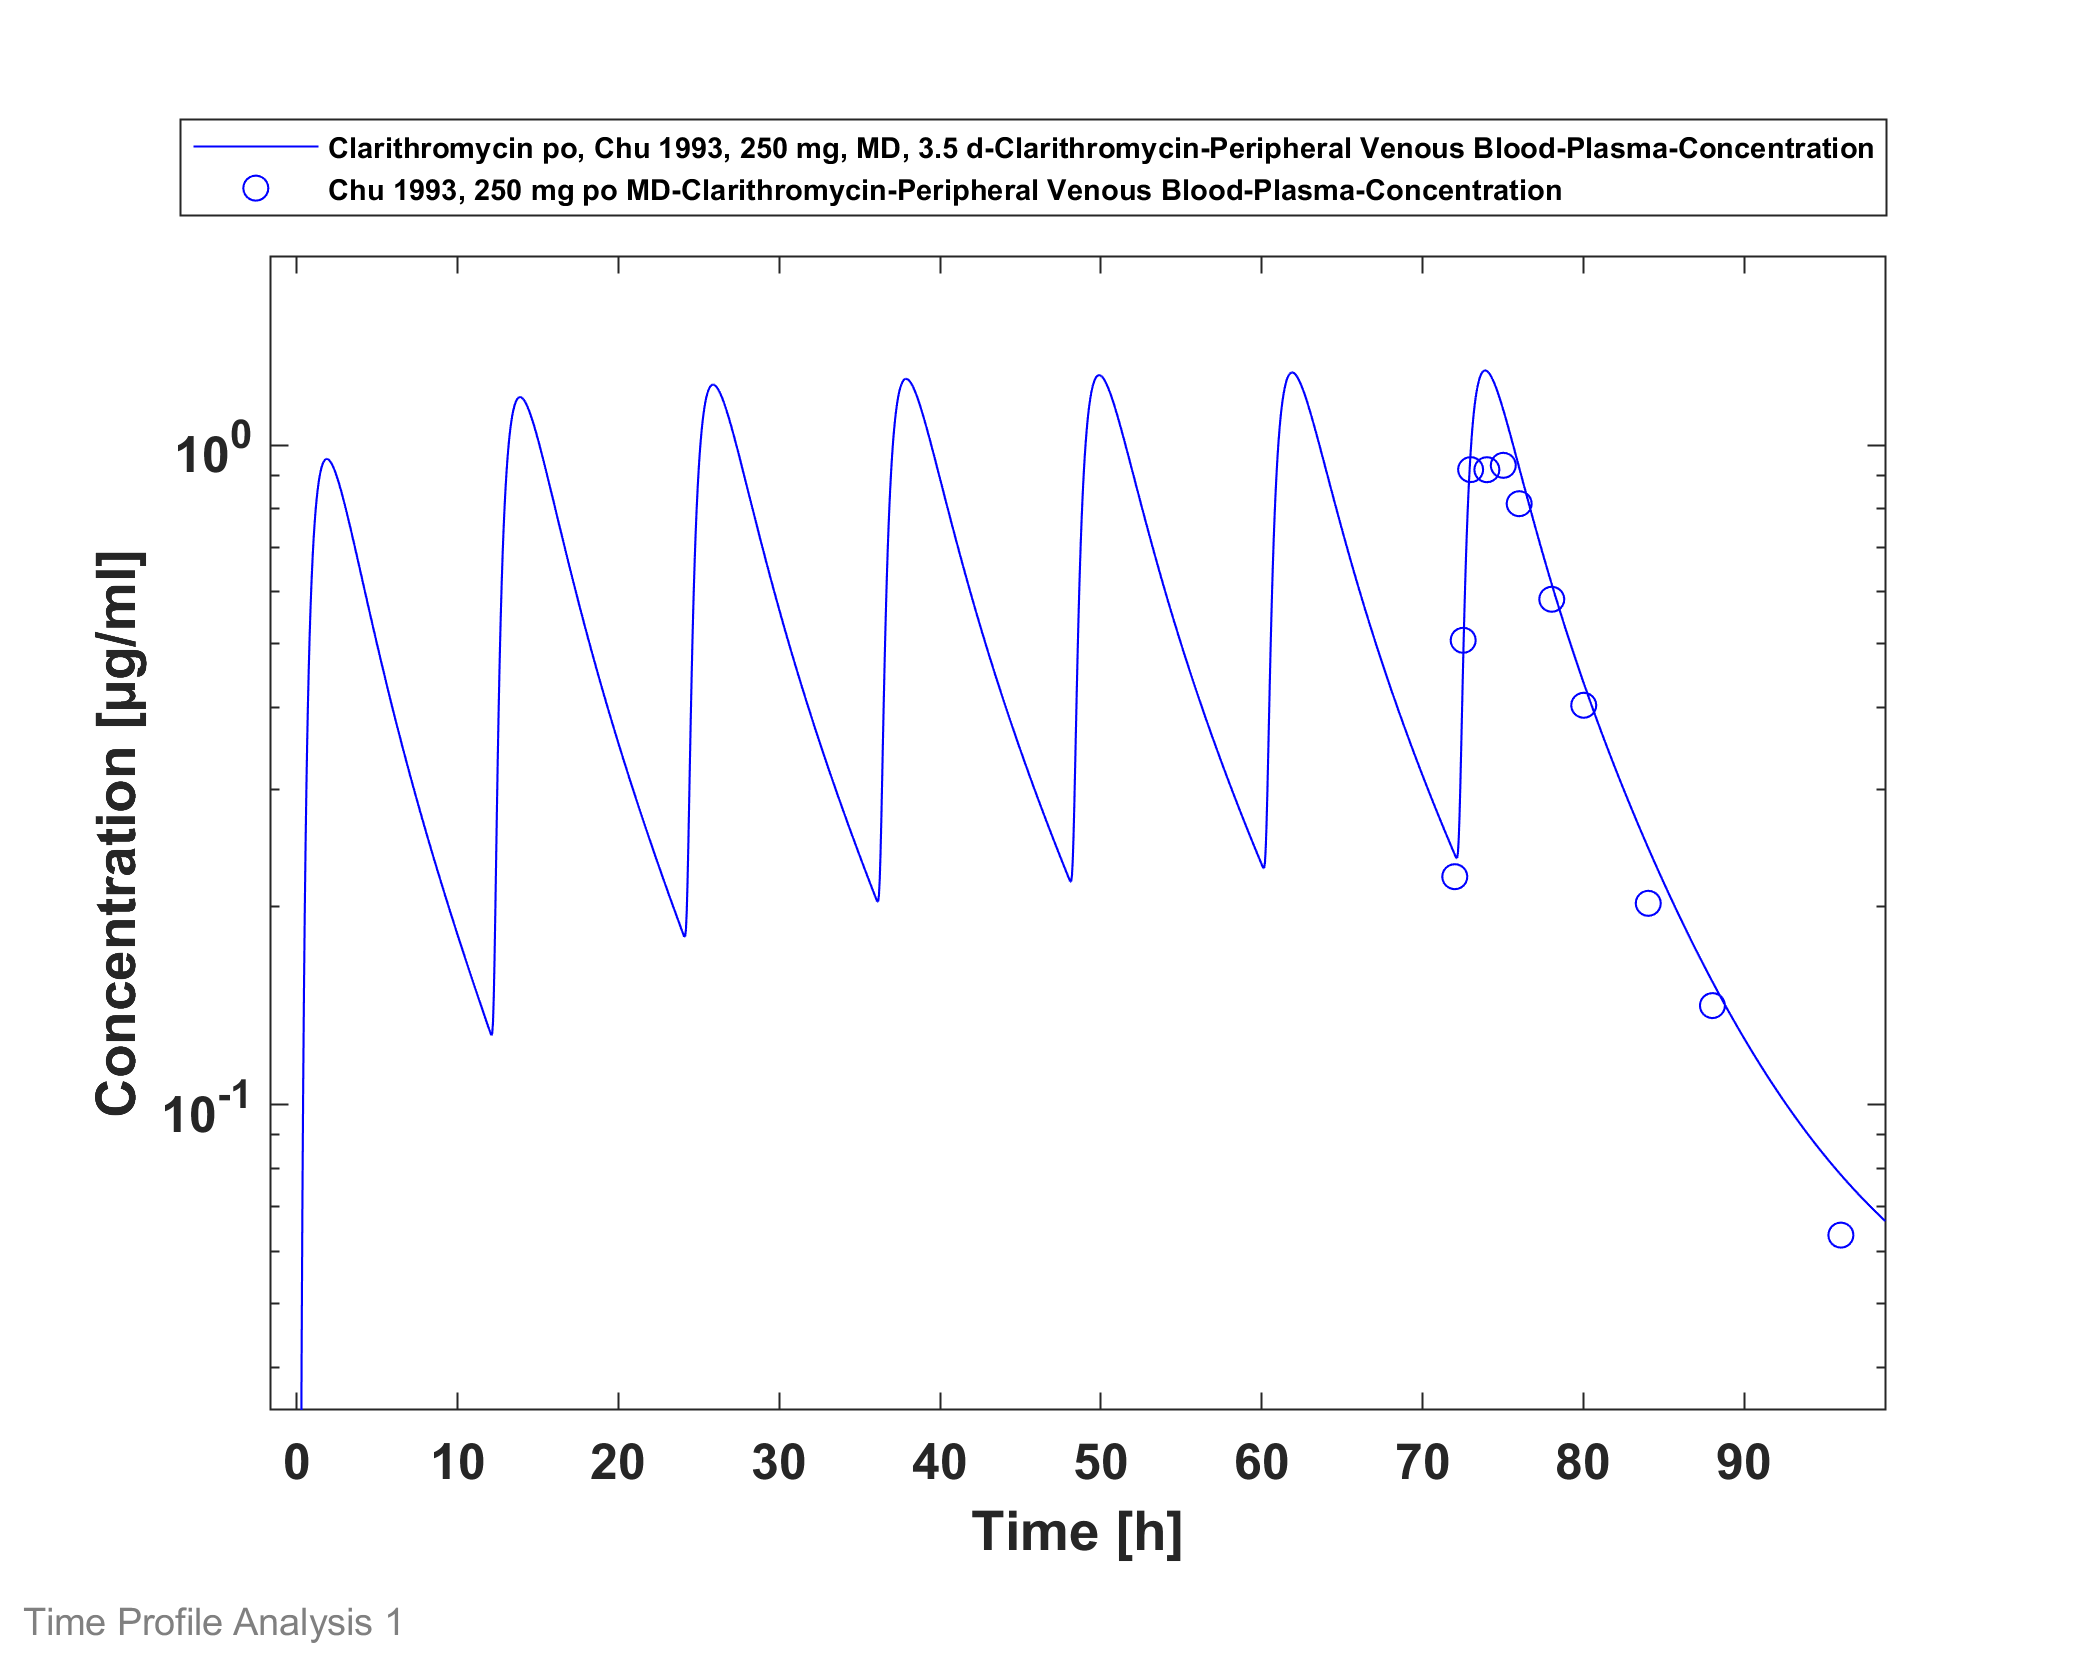 Clarithromycin po, Chu 1993, 250 mg, MD, 3.5 d-Clarithromycin-Peripheral Venous Blood-Plasma-Concentration
Chu 1993, 250 mg po MD-Clarithromycin-Peripheral Venous Blood-Plasma-Concentration
10^0
10^-1
Concentration [µg/ml]
0 10 20 30 40 50 60 70 80 90
Time [h]
Time Profile Analysis 1